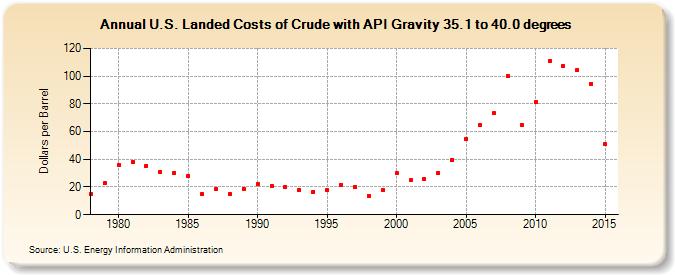 Annual U.S. Landed Costs of Crude with API Gravity 35.1 to 40.0 degrees
Dollars per Barrel
120
100
80
60
40
20
0
1980 1985 1990 1995 2000 2005 2010 2015
Source: U.S. Energy Information Administration